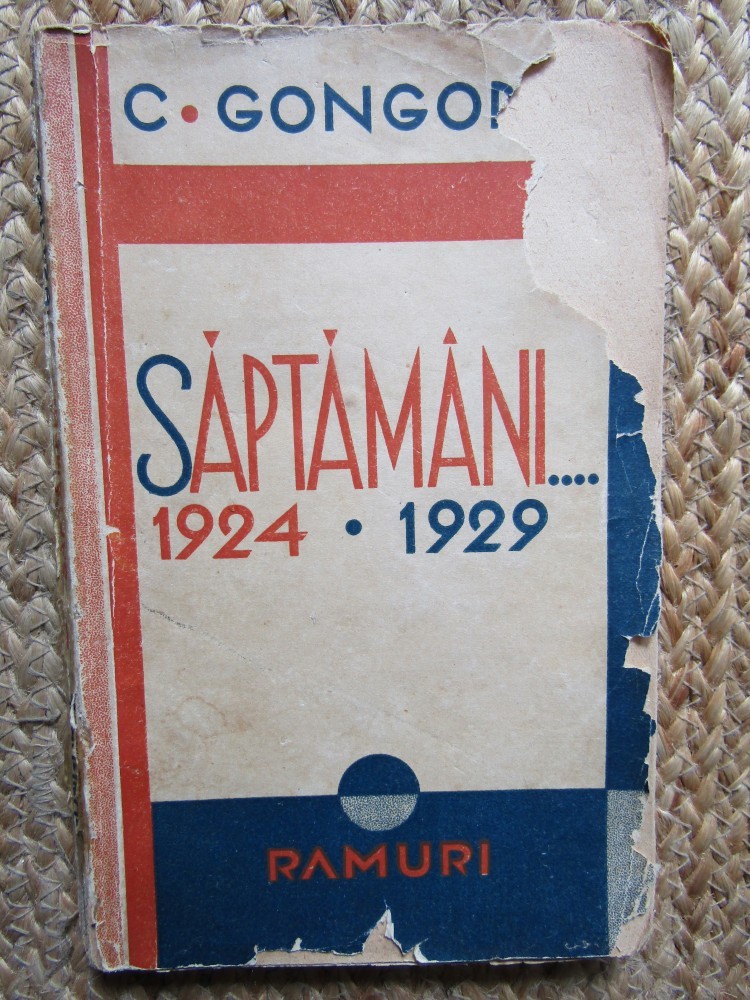 C • GONGOP
SĂPTĂMÂNI.....
1924 • 1929
RAMURI